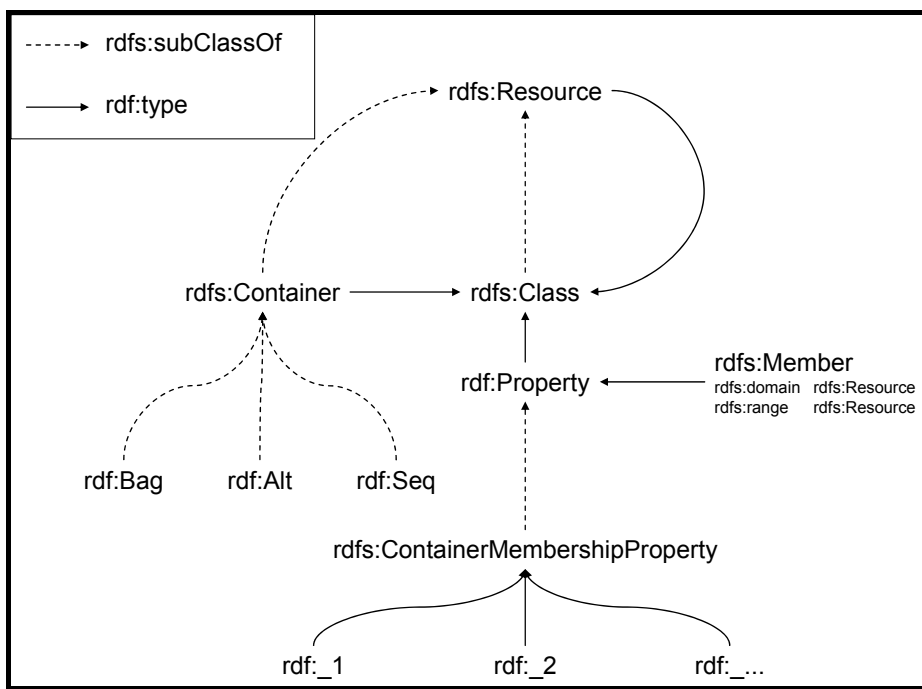 rdfs:subClassOf
rdf:type
rdfs:Resource
rdfs:Container
rdfs:Class
rdf:Property
rdfs:Member
rdfs:domain rdfs:Resource
rdfs:range rdfs:Resource
rdf:Bag
rdf:Alt
rdf:Seq
rdfs:ContainerMembershipProperty
rdf:_1
rdf:_2
rdf:_...